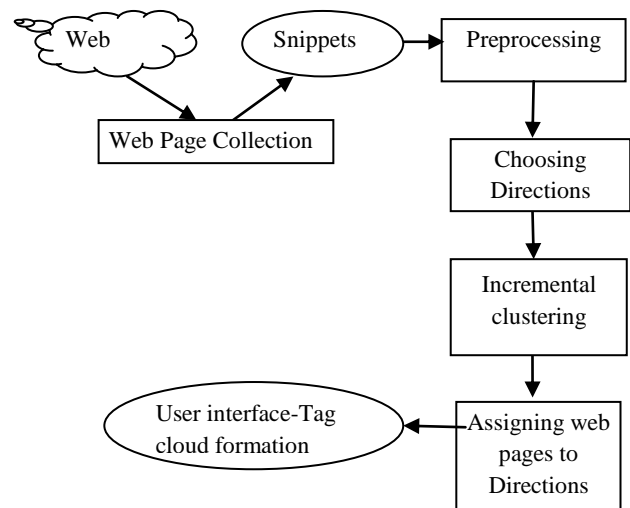 Web
Snippets
Preprocessing
Web Page Collection
Choosing
Directions
Incremental
clustering
User interface-Tag
cloud formation
Assigning web
pages to
Directions